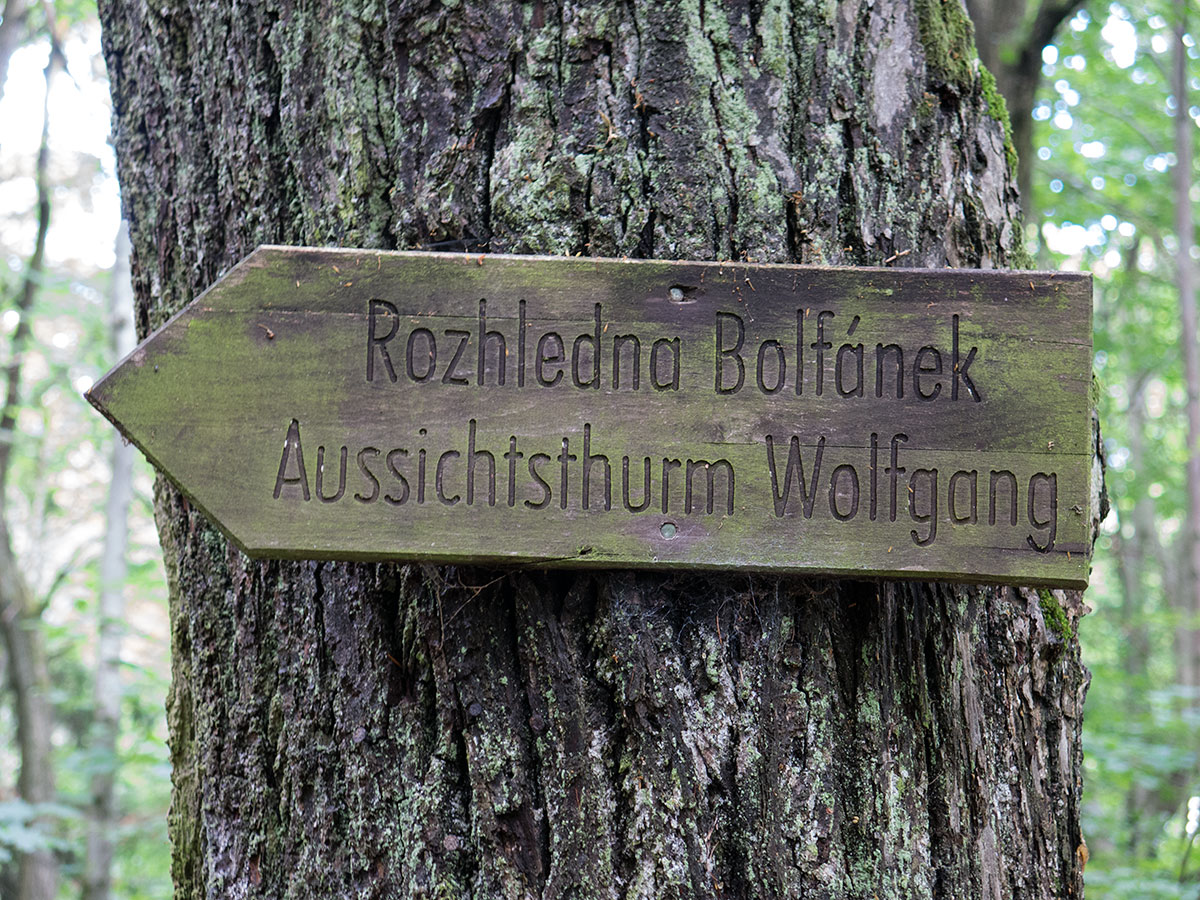 Rozhledna Bolfánek
Aussichtsthurm Wolfgang